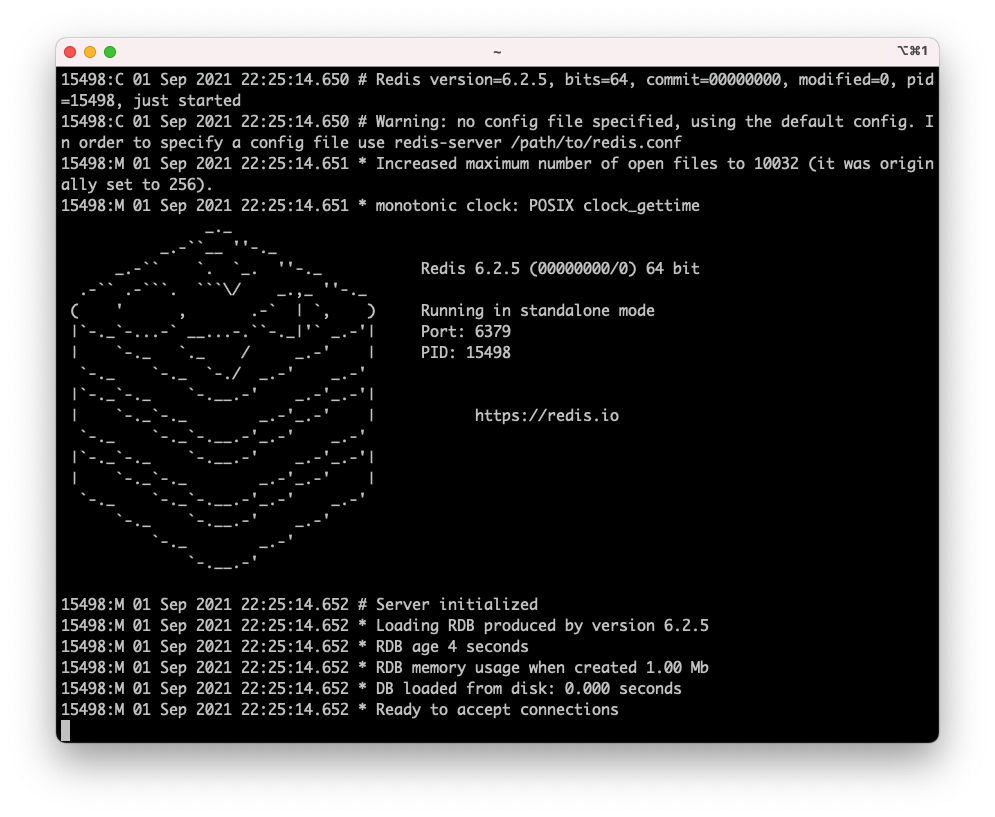 ~
⌥⌘1
15498:C 01 Sep 2021 22:25:14.650 # Redis version=6.2.5, bits=64, commit=00000000, modified=0, pid
=15498, just started
15498:C 01 Sep 2021 22:25:14.650 # Warning: no config file specified, using the default config. I
n order to specify a config file use redis-server /path/to/redis.conf
15498:M 01 Sep 2021 22:25:14.651 * Increased maximum number of open files to 10032 (it was origin
ally set to 256).
15498:M 01 Sep 2021 22:25:14.651 * monotonic clock: POSIX clock_gettime
Redis 6.2.5 (00000000/0) 64 bit
Running in standalone mode
Port: 6379
PID: 15498
https://redis.io
15498:M 01 Sep 2021 22:25:14.652 # Server initialized
15498:M 01 Sep 2021 22:25:14.652 * Loading RDB produced by version 6.2.5
15498:M 01 Sep 2021 22:25:14.652 * RDB age 4 seconds
15498:M 01 Sep 2021 22:25:14.652 * RDB memory usage when created 1.00 Mb
15498:M 01 Sep 2021 22:25:14.652 * DB loaded from disk: 0.000 seconds
15498:M 01 Sep 2021 22:25:14.652 * Ready to accept connections